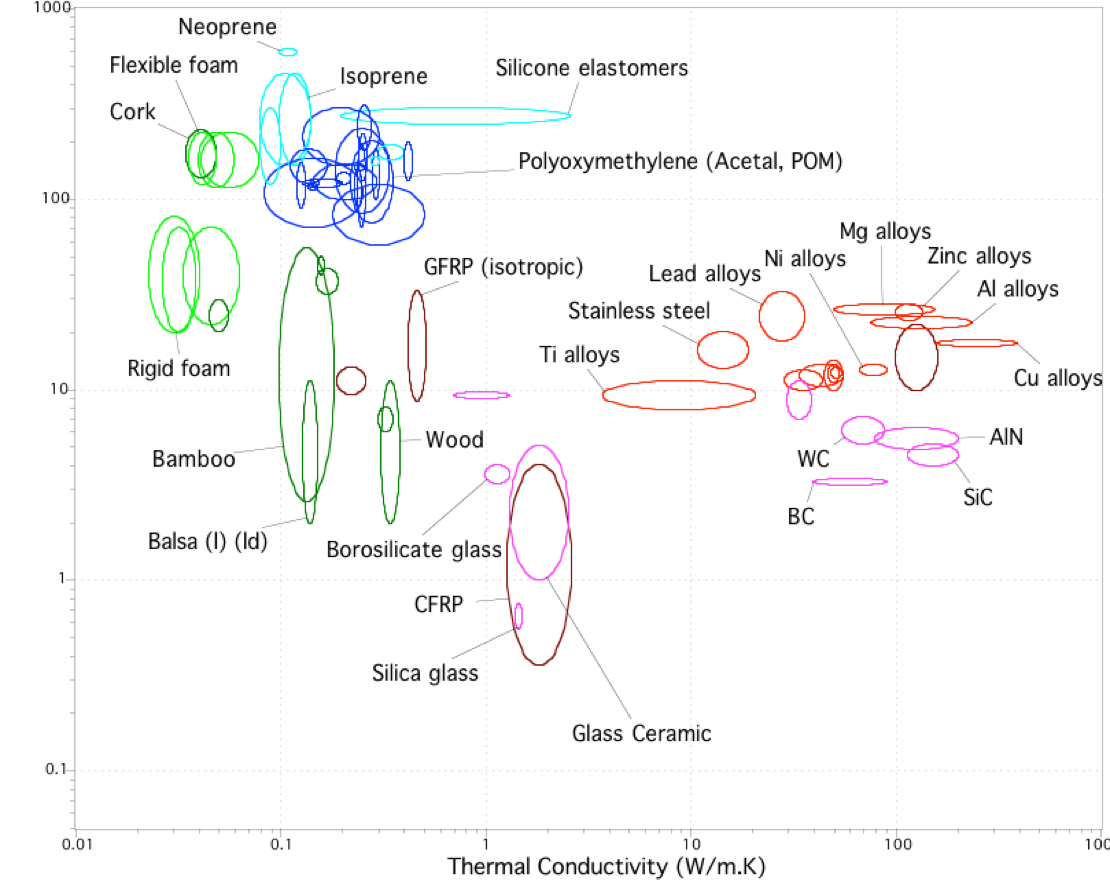 1000
Neoprene
Flexible foam
Isoprene
Silicone elastomers
Cork
Polyoxymethylene (Acetal, POM)
100
Mg alloys
Ni alloys
Zinc alloys
GFRP (isotropic)
Lead alloys
Al alloys
Stainless steel
Ti alloys
Rigid foam
Cu alloys
10
Wood
AlN
Bamboo
WC
SiC
BC
Balsa (l) (ld)
Borosilicate glass
1
CFRP
Silica glass
Glass Ceramic
0.1
0.01 0.1 1 10 100 100
Thermal Conductivity (W/m.K)